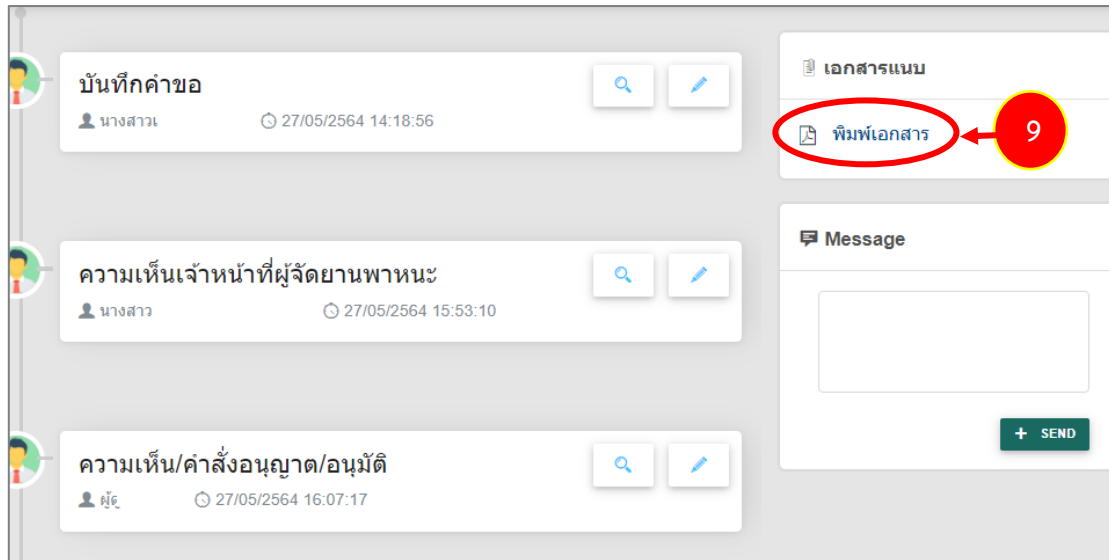 บันทึกคำขอ
นางสาวเ 27/05/2564 14:18:56
ความเห็นเจ้าหน้าที่ผู้จัดยานพาหนะ
นางสาว 27/05/2564 15:53:10
ความเห็น/คำสั่งอนุญาต/อนุมัติ
27/05/2564 16:07:17
เอกสารแนบ
พิมพ์เอกสาร 9
Message
+ SEND